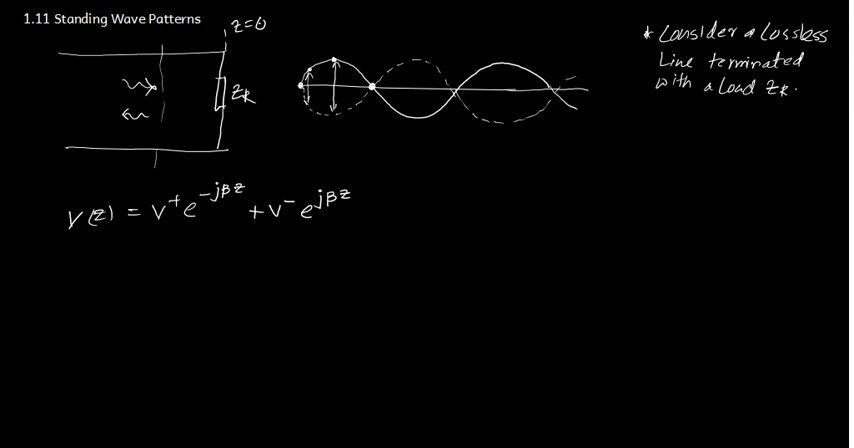 1.11 Standing Wave Patterns
z=0
* Consider a Lossless
Line terminated
with a Load Z_R.
Z_R
V(z) = V⁺ e^{-jβz} + V⁻ e^{jβz}